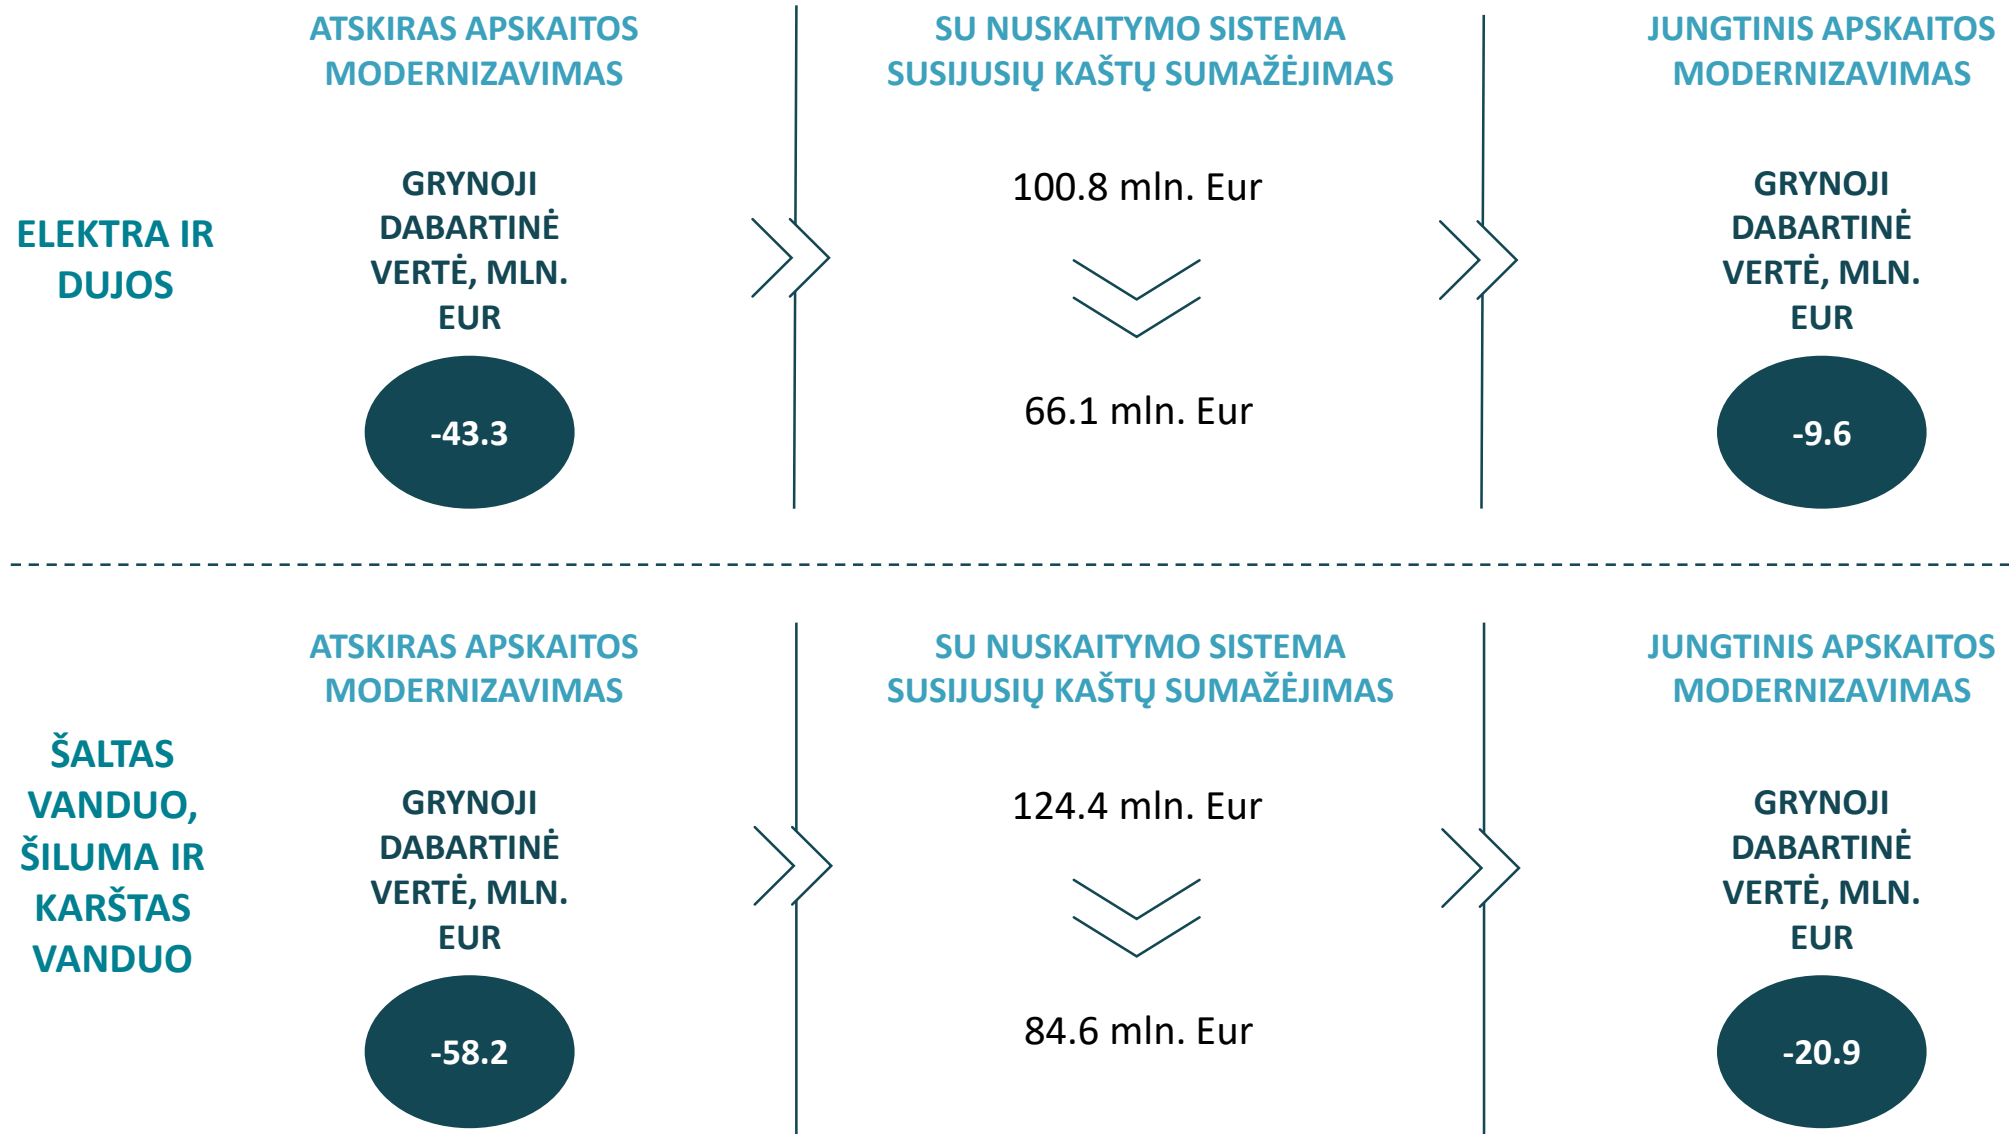 ATSKIRAS APSKAITOS
MODERNIZAVIMAS
SU NUSKAITYMO SISTEMA
SUSIJUSIŲ KAŠTŲ SUMAŽĖJIMAS
JUNGTINIS APSKAITOS
MODERNIZAVIMAS
ELEKTRA IR
DUJOS
GRYNOJI
DABARTINĖ
VERTĖ, MLN.
EUR
-43.3
100.8 mln. Eur
66.1 mln. Eur
GRYNOJI
DABARTINĖ
VERTĖ, MLN.
EUR
-9.6
ATSKIRAS APSKAITOS
MODERNIZAVIMAS
SU NUSKAITYMO SISTEMA
SUSIJUSIŲ KAŠTŲ SUMAŽĖJIMAS
JUNGTINIS APSKAITOS
MODERNIZAVIMAS
ŠALTAS
VANDUO,
ŠILUMA IR
KARŠTAS
VANDUO
GRYNOJI
DABARTINĖ
VERTĖ, MLN.
EUR
-58.2
124.4 mln. Eur
84.6 mln. Eur
GRYNOJI
DABARTINĖ
VERTĖ, MLN.
EUR
-20.9